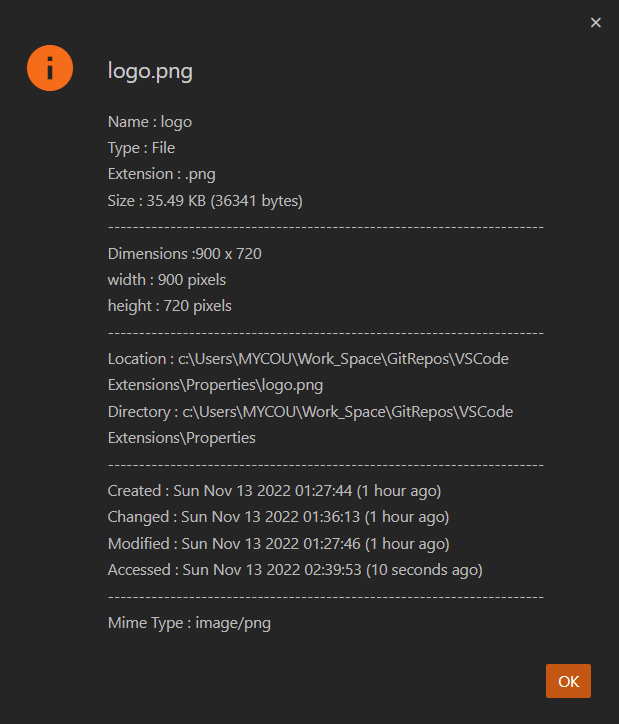 logo.png
Name : logo
Type : File
Extension : .png
Size : 35.49 KB (36341 bytes)
----------------------------------------------------------------------
Dimensions :900 x 720
width : 900 pixels
height : 720 pixels
----------------------------------------------------------------------
Location : c:\Users\MYCOU\Work_Space\GitRepos\VSCode
Extensions\Properties\logo.png
Directory : c:\Users\MYCOU\Work_Space\GitRepos\VSCode
Extensions\Properties
----------------------------------------------------------------------
Created : Sun Nov 13 2022 01:27:44 (1 hour ago)
Changed : Sun Nov 13 2022 01:36:13 (1 hour ago)
Modified : Sun Nov 13 2022 01:27:46 (1 hour ago)
Accessed : Sun Nov 13 2022 02:39:53 (10 seconds ago)
----------------------------------------------------------------------
Mime Type : image/png
OK